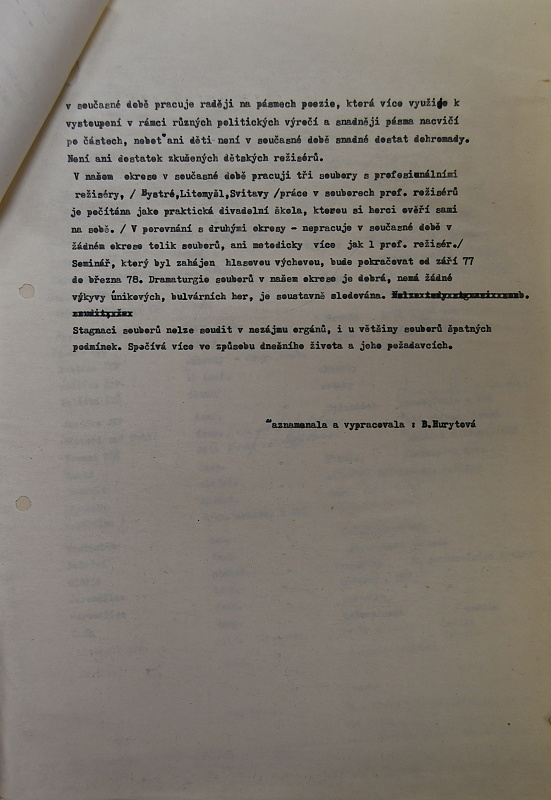 v současné době pracuje raději na pásmech poezie, která více využije k
vystoupení v rámci různých politických výročí a snadněji pásma nacvičí
po částech, neboť ani děti není v současné době snadné dostat dohromady.
Není ani dostatek zkušených dětských režisérů.
V našem okrese v současné době pracují tři soubory s profesionálními
režiséry, / Bystré,Litomyšl,Svitavy /práce v souborech prof. režisérů
je počítána jako praktická divadelní škola, kterou si herci ověří sami
na sobě. / V porovnání s druhými okresy - nepracuje v současné době v
žádném okrese tolik souborů, ani metodicky více jak 1 prof. režisér./
Seminář, který byl zahájen hlasovou výchovou, bude pokračovat od září 77
do března 78. Dramaturgie souborů v našem okrese je dobrá, nemá žádné
výkyvy únikových, bulvárních her, je soustavně sledována.
Stagnaci souborů nelze soudit v nezájmu orgánů, i u většiny souborů špatných
podmínek. Spočívá více ve způsobu dnešního života a jeho požadavcích.
aznamenala a vypracovala : B.Burytová